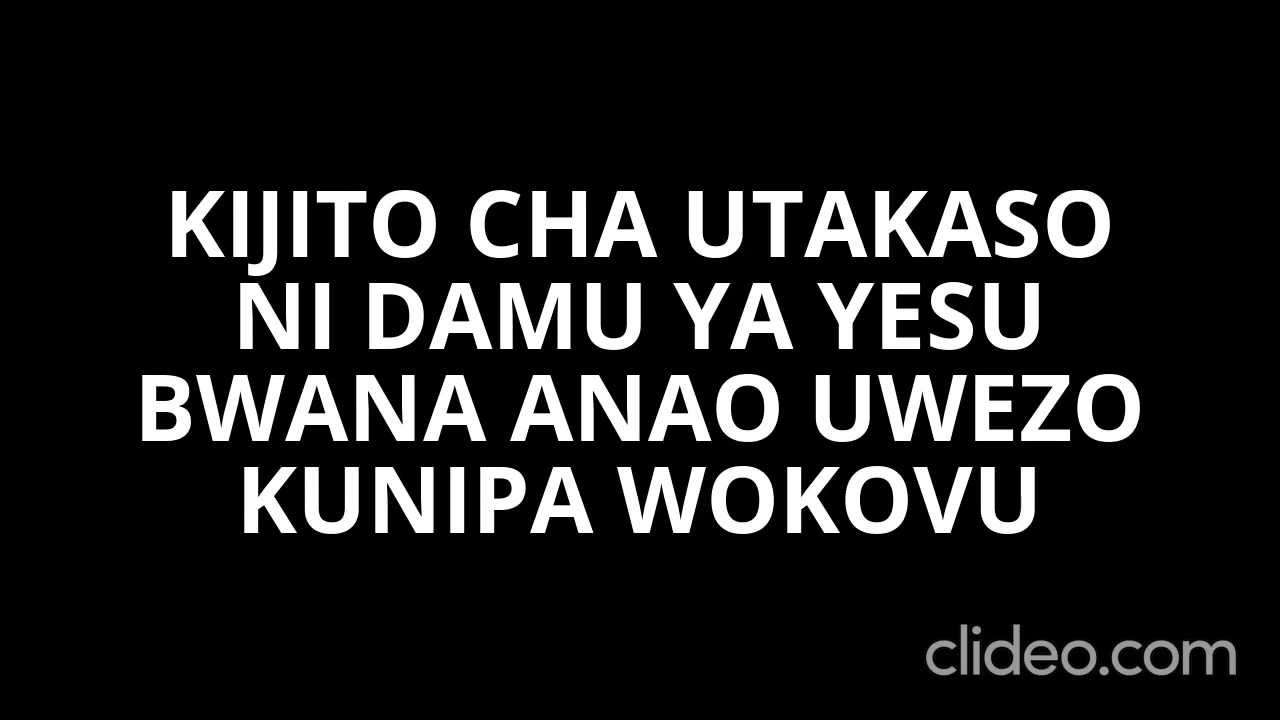 KIJITO CHA UTAKASO
NI DAMU YA YESU
BWANA ANAO UWEZO
KUNIPA WOKOVU
clideo.com